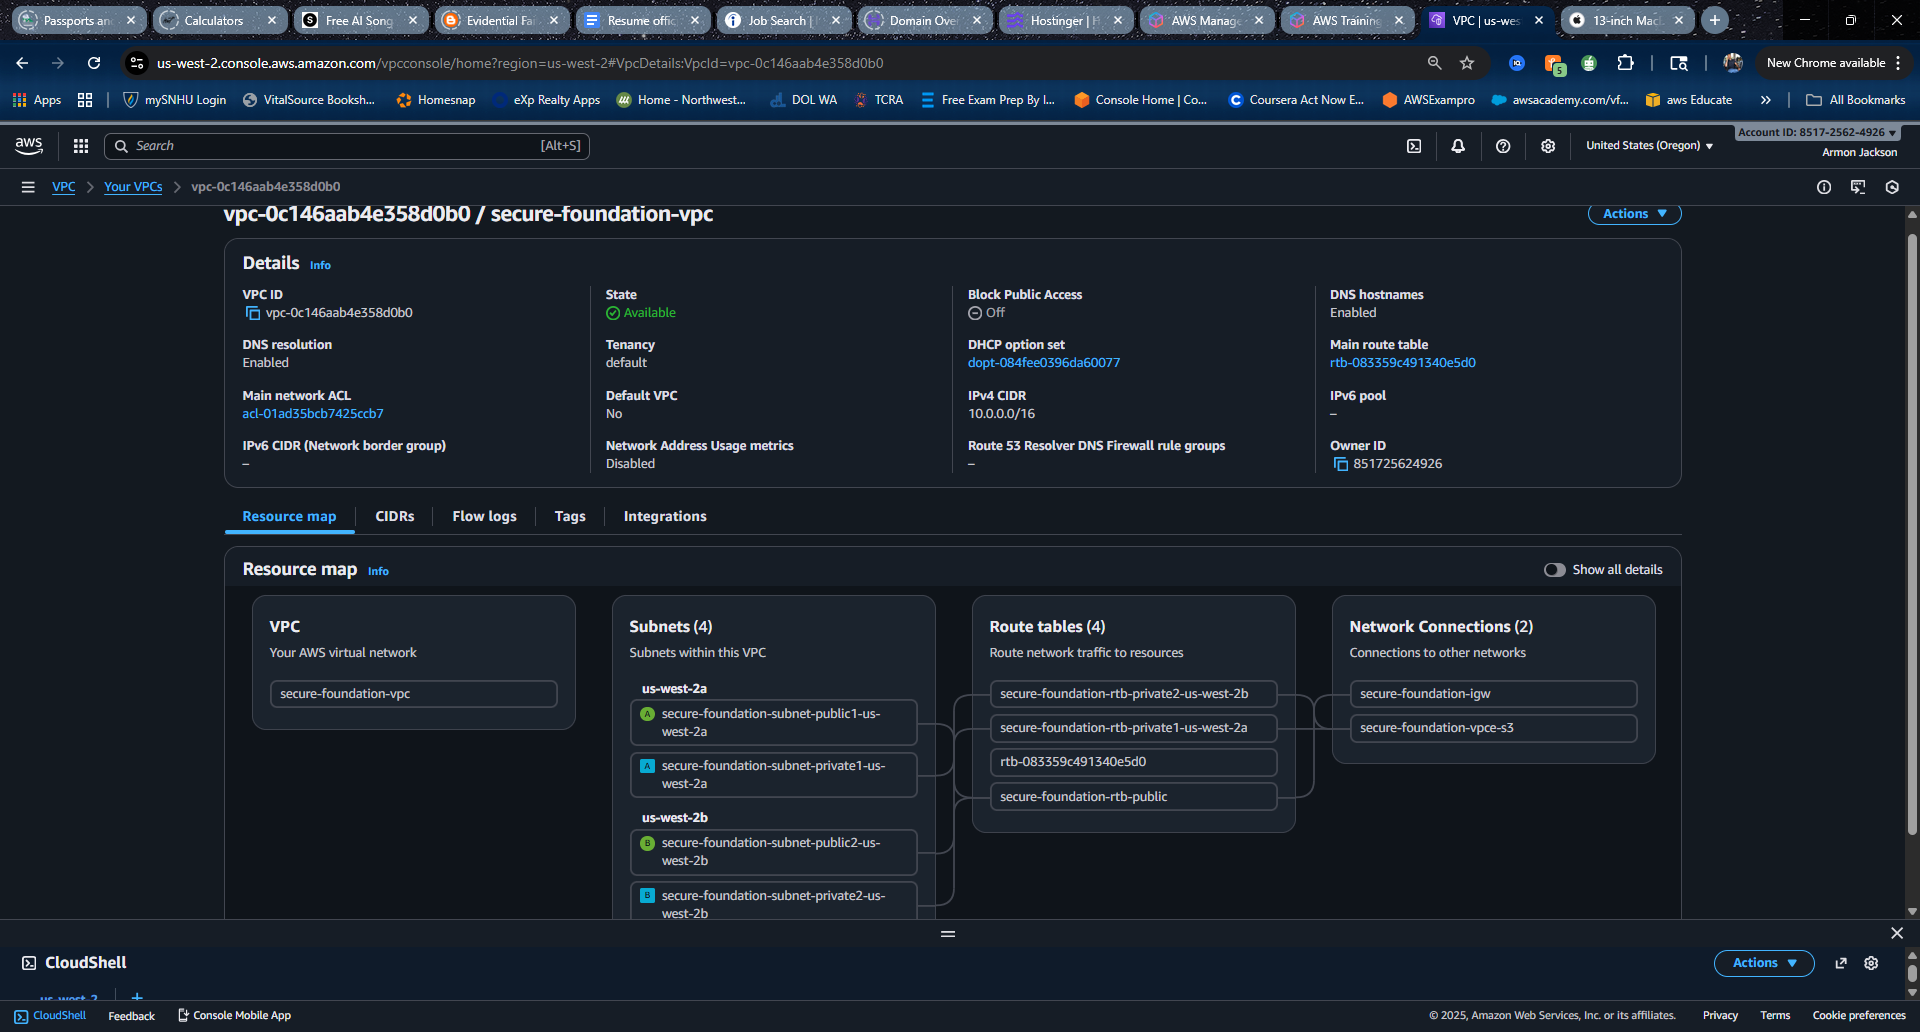 Passports an
Calculators
Free AI Song
Evidential Fai
Resume offic
Job Search |
Domain Over
Hostinger | H
AWS Manage
AWS Training
VPC | us-wes
13-inch Mac
us-west-2.console.aws.amazon.com/vpcconsole/home?region=us-west-2#VpcDetails:VpcId=vpc-0c146aab4e358d0b0
5
New Chrome available
Apps
mySNHU Login
VitalSource Booksh...
Homesnap
eXp Realty Apps
Home - Northwest...
DOL WA
TCRA
Free Exam Prep By I...
Console Home | Co...
Coursera Act Now E...
AWSExampro
awsacademy.com/vf...
aws Educate
All Bookmarks
aws
Search
[Alt+S]
United States (Oregon)
Account ID: 8517-2562-4926
Armon Jackson
VPC
Your VPCs
vpc-0c146aab4e358d0b0
vpc-0c146aab4e358d0b0 / secure-foundation-vpc
Actions
Details Info
VPC ID
vpc-0c146aab4e358d0b0
State
Available
Block Public Access
Off
DNS hostnames
Enabled
DNS resolution
Enabled
Tenancy
default
DHCP option set
dopt-084fee0396da60077
Main route table
rtb-083359c491340e5d0
Main network ACL
acl-01ad35bcb7425ccb7
Default VPC
No
IPv4 CIDR
10.0.0.0/16
IPv6 pool
–
IPv6 CIDR (Network border group)
–
Network Address Usage metrics
Disabled
Route 53 Resolver DNS Firewall rule groups
–
Owner ID
851725624926
Resource map
CIDRs
Flow logs
Tags
Integrations
Resource map Info
Show all details
VPC
Your AWS virtual network
secure-foundation-vpc
Subnets (4)
Subnets within this VPC
us-west-2a
A
secure-foundation-subnet-public1-us-
west-2a
A
secure-foundation-subnet-private1-us-
west-2a
us-west-2b
B
secure-foundation-subnet-public2-us-
west-2b
B
secure-foundation-subnet-private2-us-
west-2b
Route tables (4)
Route network traffic to resources
secure-foundation-rtb-private2-us-west-2b
secure-foundation-rtb-private1-us-west-2a
rtb-083359c491340e5d0
secure-foundation-rtb-public
Network Connections (2)
Connections to other networks
secure-foundation-igw
secure-foundation-vpce-s3
CloudShell
Actions
us-west-2
CloudShell
Feedback
Console Mobile App
© 2025, Amazon Web Services, Inc. or its affiliates.
Privacy
Terms
Cookie preferences